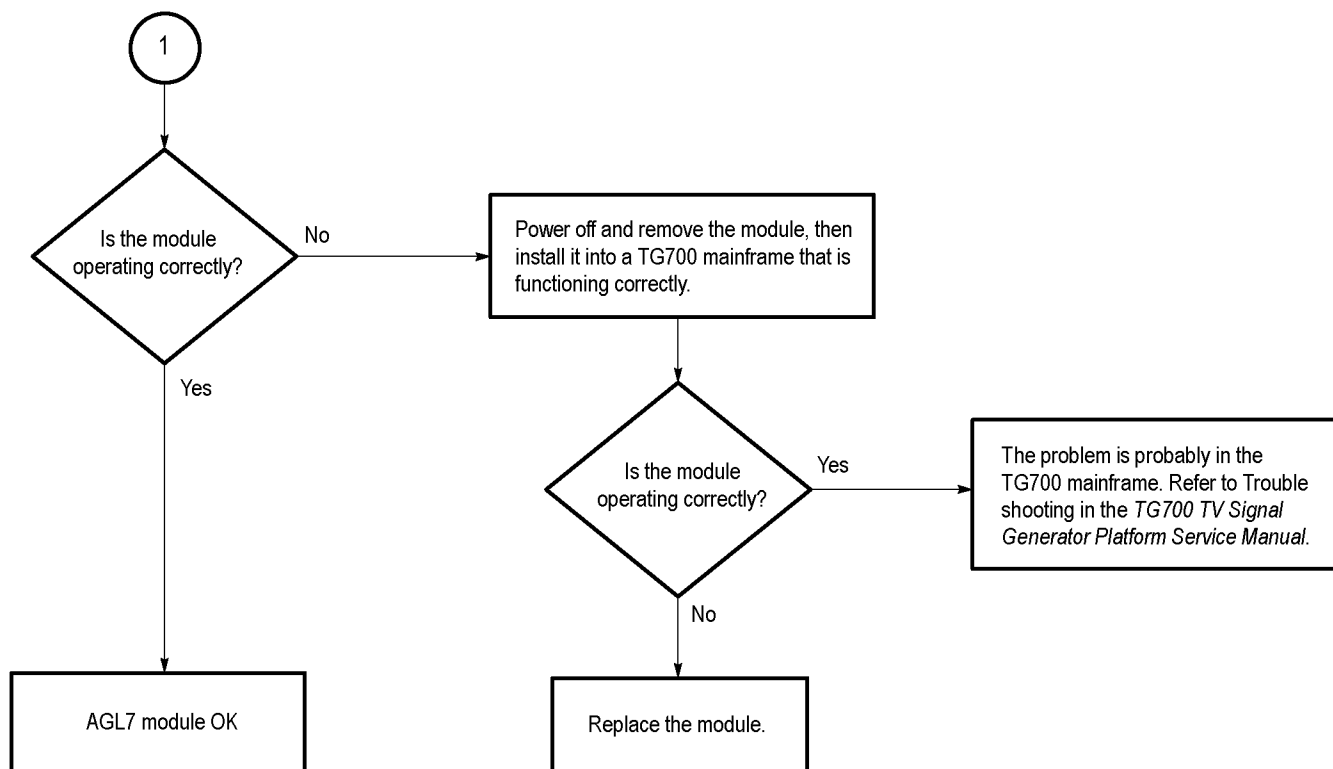 1
Is the module
operating correctly?
No
Yes
Power off and remove the module, then
install it into a TG700 mainframe that is
functioning correctly.
Is the module
operating correctly?
Yes
No
The problem is probably in the
TG700 mainframe. Refer to Trouble
shooting in the TG700 TV Signal
Generator Platform Service Manual.
AGL7 module OK
Replace the module.